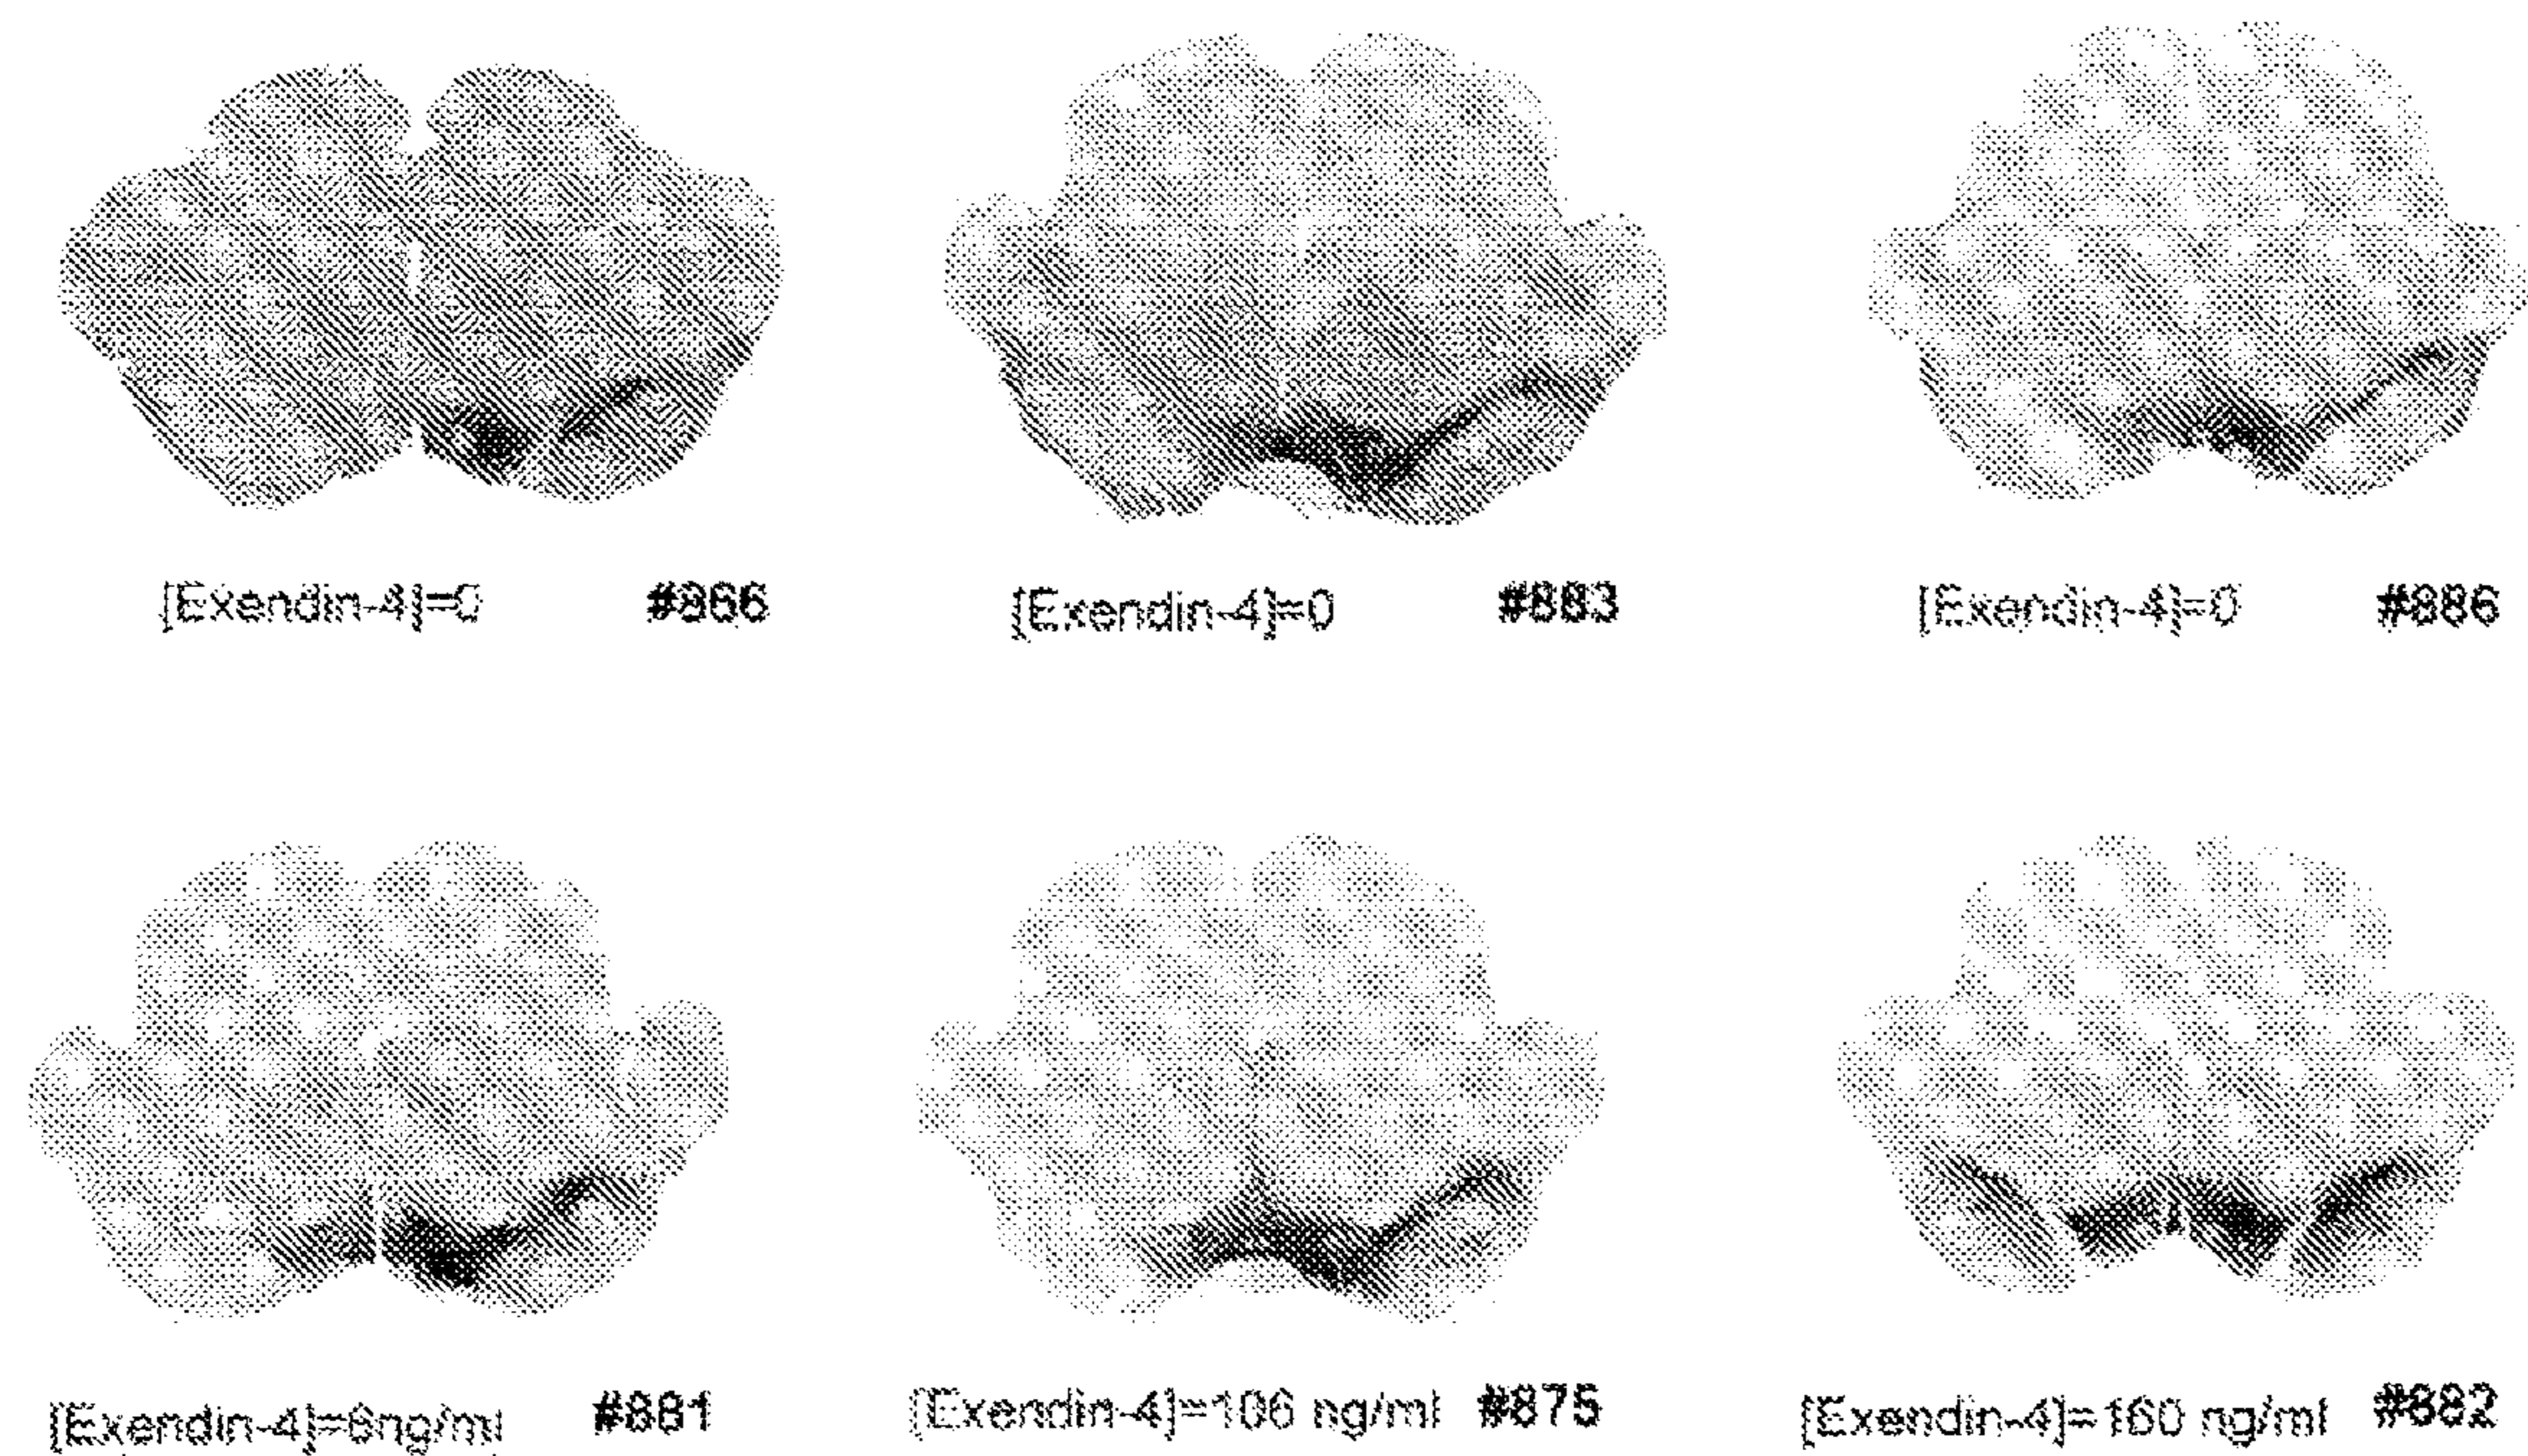 [Exendin-4]=0 #866
[Exendin-4]=0 #883
[Exendin-4]=0 #886
[Exendin-4]=6ng/ml #881
[Exendin-4]=106 ng/ml #875
[Exendin-4]=160 ng/ml #882